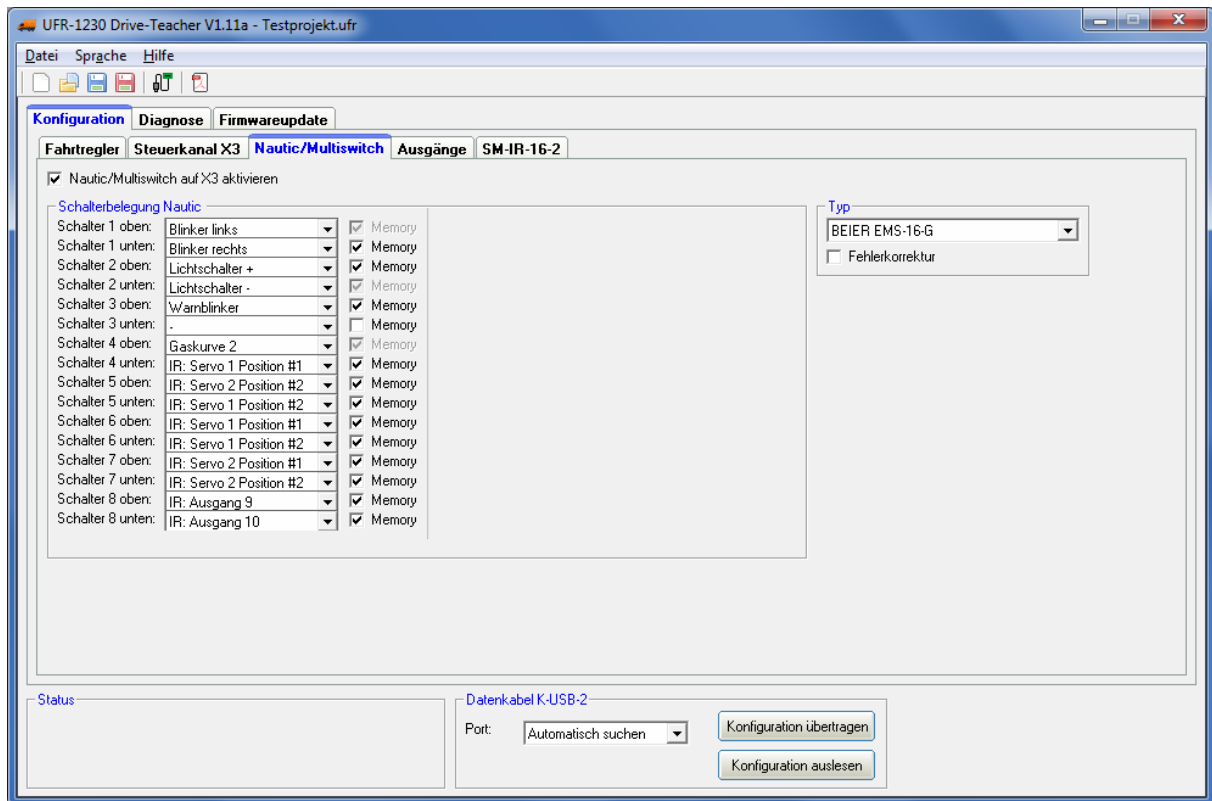 UFR-1230 Drive-Teacher V1.11a - Testprojekt.ufr
Datei Sprache Hilfe
Konfiguration Diagnose Firmwareupdate
Fahrtregler Steuerkanal X3 Nautic/Multiswitch Ausgänge SM-IR-16-2
Nautic/Multiswitch auf X3 aktivieren
Schalterbelegung Nautic
Schalter 1 oben: Blinker links Memory
Schalter 1 unten: Blinker rechts Memory
Schalter 2 oben: Lichtschalter + Memory
Schalter 2 unten: Lichtschalter - Memory
Schalter 3 oben: Warnblinker Memory
Schalter 3 unten: - Memory
Schalter 4 oben: Gaskurve 2 Memory
Schalter 4 unten: IR: Servo 1 Position #1 Memory
Schalter 5 oben: IR: Servo 2 Position #2 Memory
Schalter 5 unten: IR: Servo 1 Position #2 Memory
Schalter 6 oben: IR: Servo 1 Position #1 Memory
Schalter 6 unten: IR: Servo 1 Position #2 Memory
Schalter 7 oben: IR: Servo 2 Position #1 Memory
Schalter 7 unten: IR: Servo 2 Position #2 Memory
Schalter 8 oben: IR: Ausgang 9 Memory
Schalter 8 unten: IR: Ausgang 10 Memory
Typ
BEIER EMS-16-G
Fehlerkorrektur
Status
Datenkabel K-USB-2
Port: Automatisch suchen
Konfiguration übertragen
Konfiguration auslesen